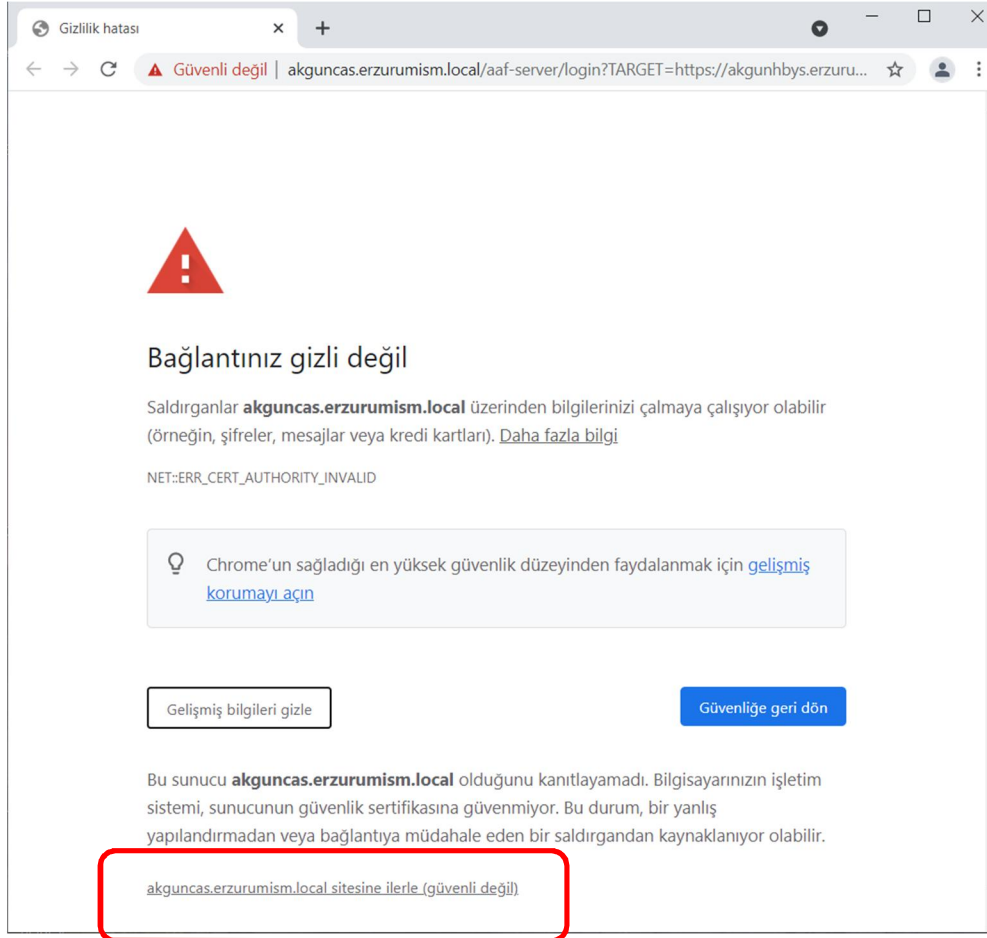 Gizlilik hatası
Güvenli değil | akguncas.erzurumism.local/aaf-server/login?TARGET=https://akgunhbys.erzuru...
Bağlantınız gizli değil
Saldırganlar akguncas.erzurumism.local üzerinden bilgilerinizi çalmaya çalışıyor olabilir
(örneğin, şifreler, mesajlar veya kredi kartları). Daha fazla bilgi
NET::ERR_CERT_AUTHORITY_INVALID
Chrome'un sağladığı en yüksek güvenlik düzeyinden faydalanmak için gelişmiş
korumayı açın
Gelişmiş bilgileri gizle
Güvenliğe geri dön
Bu sunucu akguncas.erzurumism.local olduğunu kanıtlayamadı. Bilgisayarınızın işletim
sistemi, sunucunun güvenlik sertifikasına güvenmiyor. Bu durum, bir yanlış
yapılandırmadan veya bağlantıya müdahale eden bir saldırgandan kaynaklanıyor olabilir.
akguncas.erzurumism.local sitesine ilerle (güvenli değil)